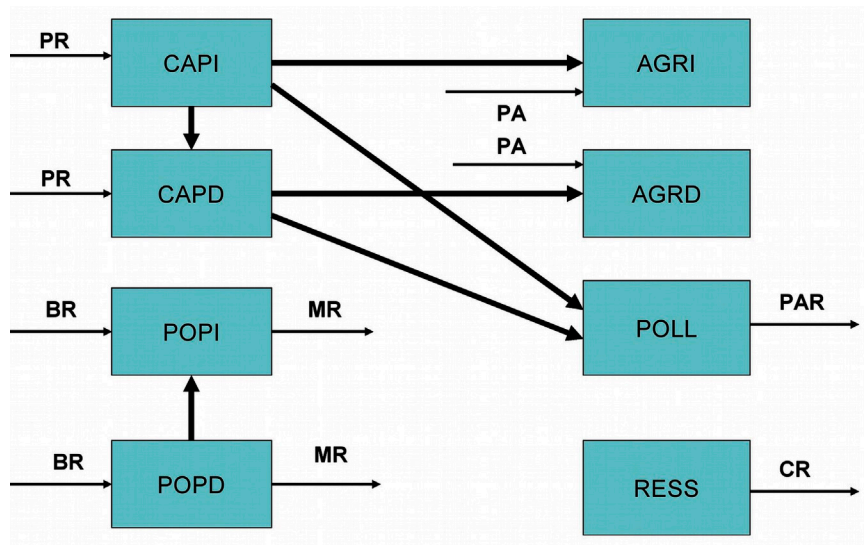 PR
CAPI
AGRI
PA
PA
PR
CAPD
AGRD
BR
POPI
MR
POLL
PAR
BR
POPD
MR
RESS
CR